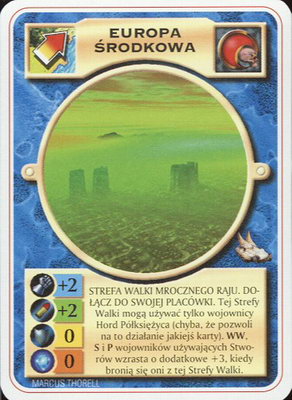 EUROPA
ŚRODKOWA
+2
+2
0
0
STREFA WALKI MROCZNEGO RAJU. DO-
ŁĄCZ DO SWOJEJ PLACÓWKI. Tej Strefy
Walki mogą używać tylko wojownicy
Hord Półksiężyca (chyba, że pozwoli
na to działanie jakiejś karty). WW,
S i P wojowników używających Stwo-
rów wzrasta o dodatkowe +3, kiedy
bronią się oni z tej Strefy Walki.
MARCUS THORELL